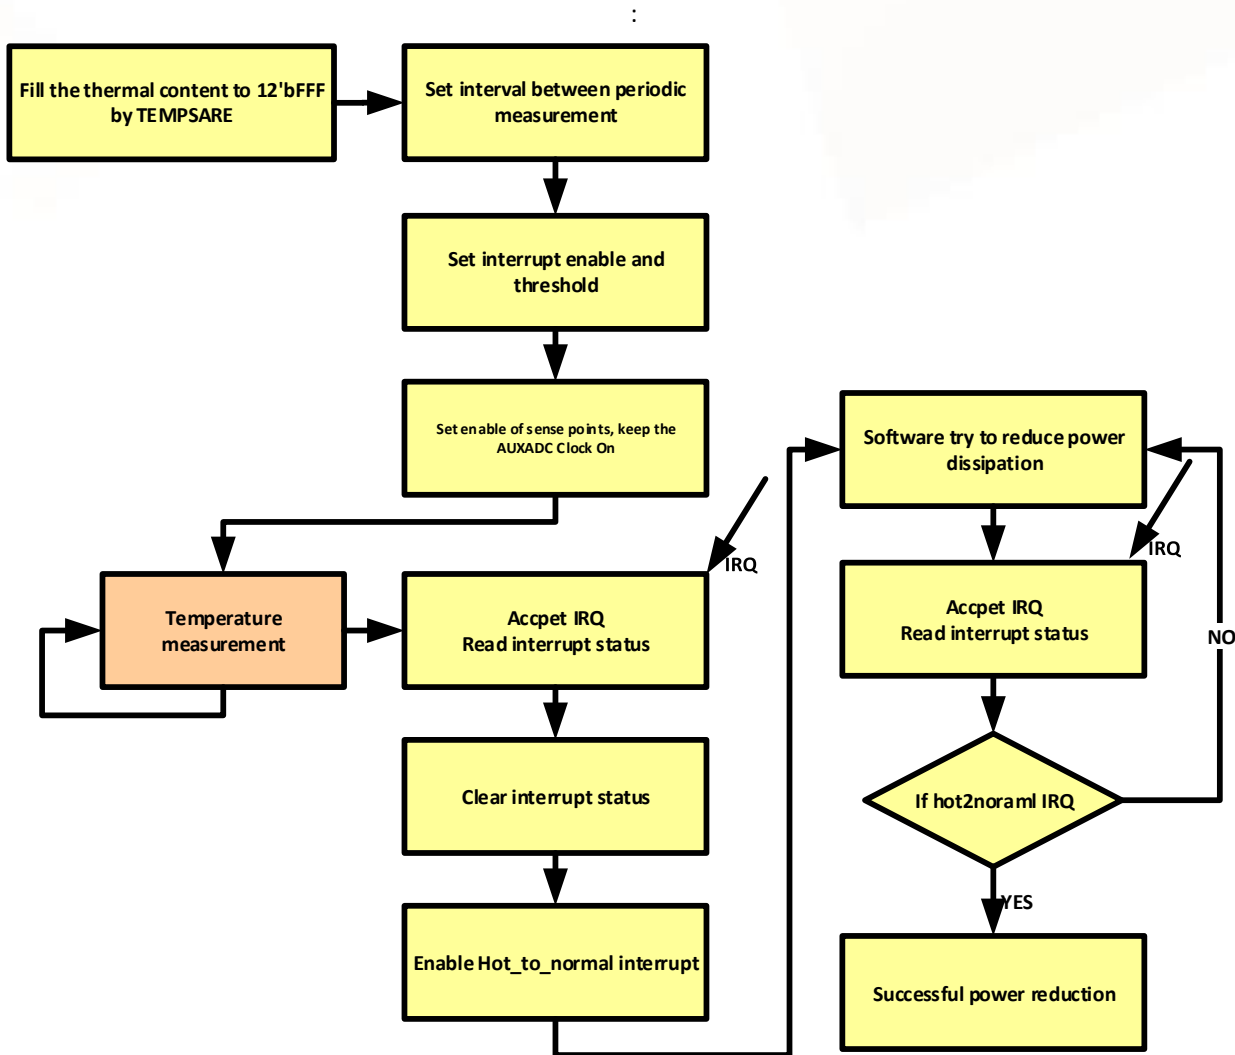 :
Fill the thermal content to 12'bFFF
by TEMPSARE
Set interval between periodic
measurement
Set interrupt enable and
threshold
Set enable of sense points, keep the
AUXADC Clock On
Temperature
measurement
IRQ
Accpet IRQ
Read interrupt status
Clear interrupt status
Enable Hot_to_normal interrupt
Software try to reduce power
dissipation
IRQ
Accpet IRQ
Read interrupt status
NO
If hot2noraml IRQ
YES
Successful power reduction